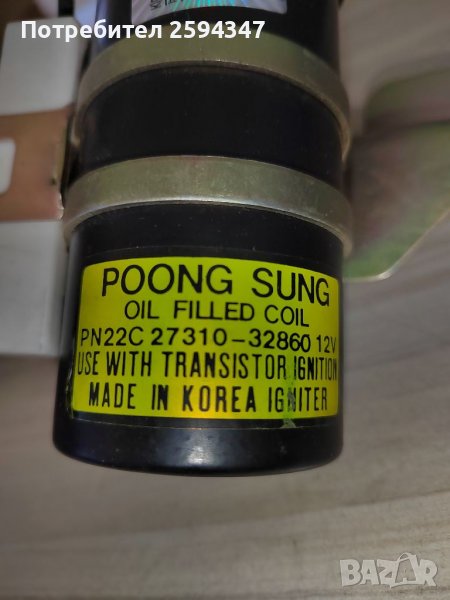 Потребител 2594347
POONG SUNG
OIL FILLED COIL
PN22C 27310-32860 12V
USE WITH TRANSISTOR IGNITION
MADE IN KOREA IGNITER
BAZAR